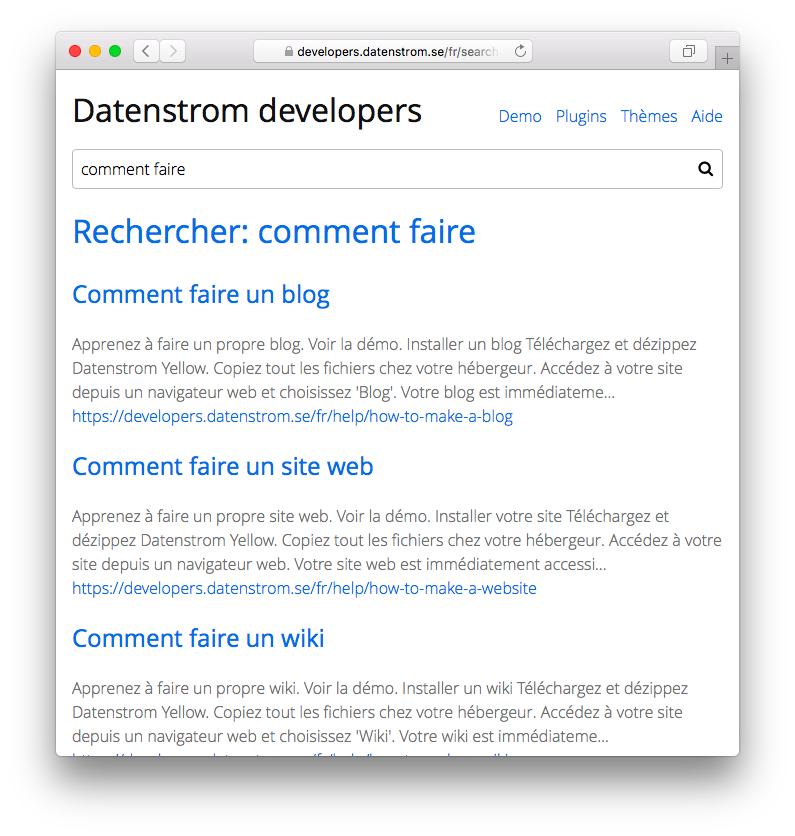 developers.datenstrom.se/fr/search
Datenstrom developers
Demo Plugins Thèmes Aide
comment faire
Rechercher: comment faire
Comment faire un blog
Apprenez à faire un propre blog. Voir la démo. Installer un blog Téléchargez et dézippez
Datenstrom Yellow. Copiez tout les fichiers chez votre hébergeur. Accédez à votre site
depuis un navigateur web et choisissez 'Blog'. Votre blog est immédiateme...
https://developers.datenstrom.se/fr/help/how-to-make-a-blog
Comment faire un site web
Apprenez à faire un propre site web. Voir la démo. Installer votre site Téléchargez et
dézippez Datenstrom Yellow. Copiez tout les fichiers chez votre hébergeur. Accédez à votre
site depuis un navigateur web. Votre site web est immédiatement accessi...
https://developers.datenstrom.se/fr/help/how-to-make-a-website
Comment faire un wiki
Apprenez à faire un propre wiki. Voir la démo. Installer un wiki Téléchargez et dézippez
Datenstrom Yellow. Copiez tout les fichiers chez votre hébergeur. Accédez à votre site
depuis un navigateur web et choisissez 'Wiki'. Votre wiki est immédiateme...